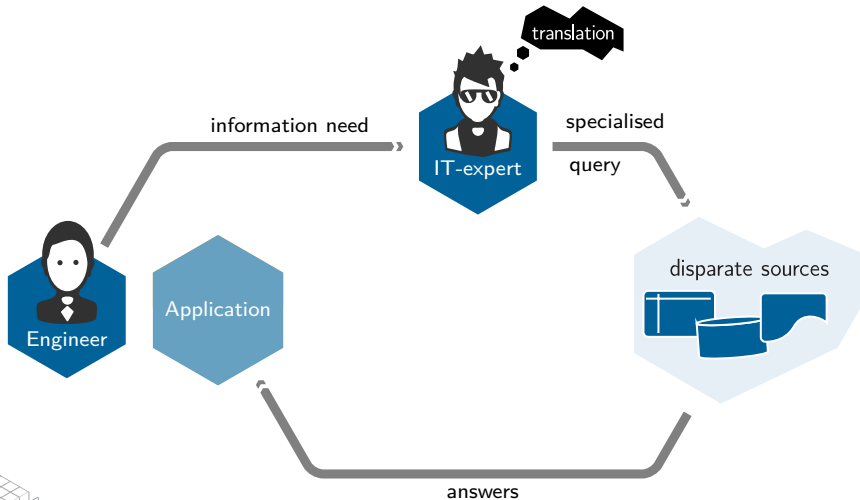 translation
information need
specialised
IT-expert
query
disparate sources
Application
Engineer
answers